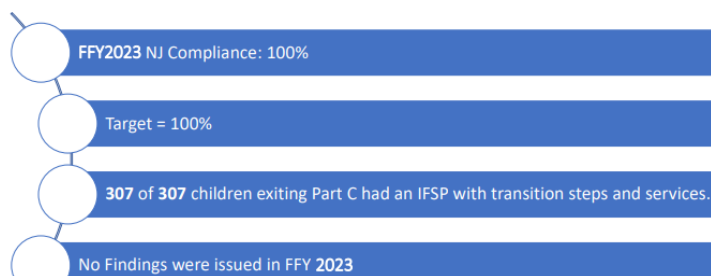 FFY2023 NJ Compliance: 100%
Target = 100%
307 of 307 children exiting Part C had an IFSP with transition steps and services.
No Findings were issued in FFY 2023